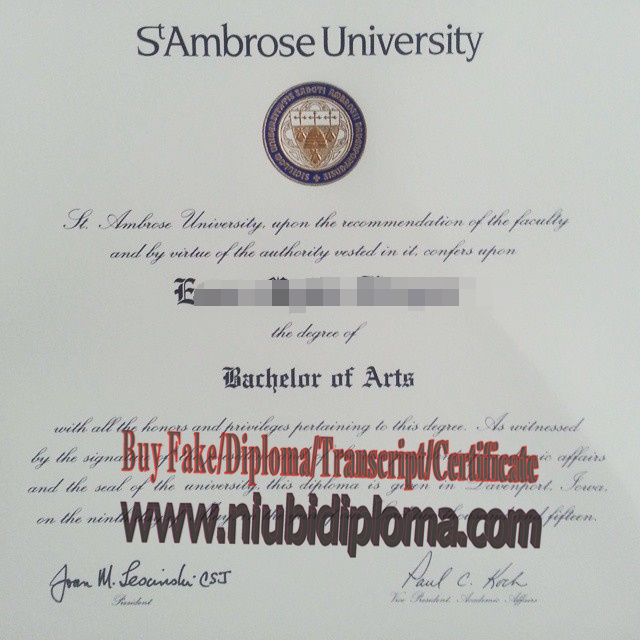 St Ambrose University
St. Ambrose University, upon the recommendation of the faculty
and by virtue of the authority vested in it, confers upon
the degree of
Bachelor of Arts
with all the honors and privileges pertaining to this degree. As witnessed
by the affairs
Buy Fake/Diploma/Transcript/Certificate
and the seal of the university, this diploma is given in Davenport, Iowa,
on the fifteen.
www.niubidiploma.com
Joan M. Lescinski CSJ
Paul C. Koch
President
Vice President, Academic Affairs